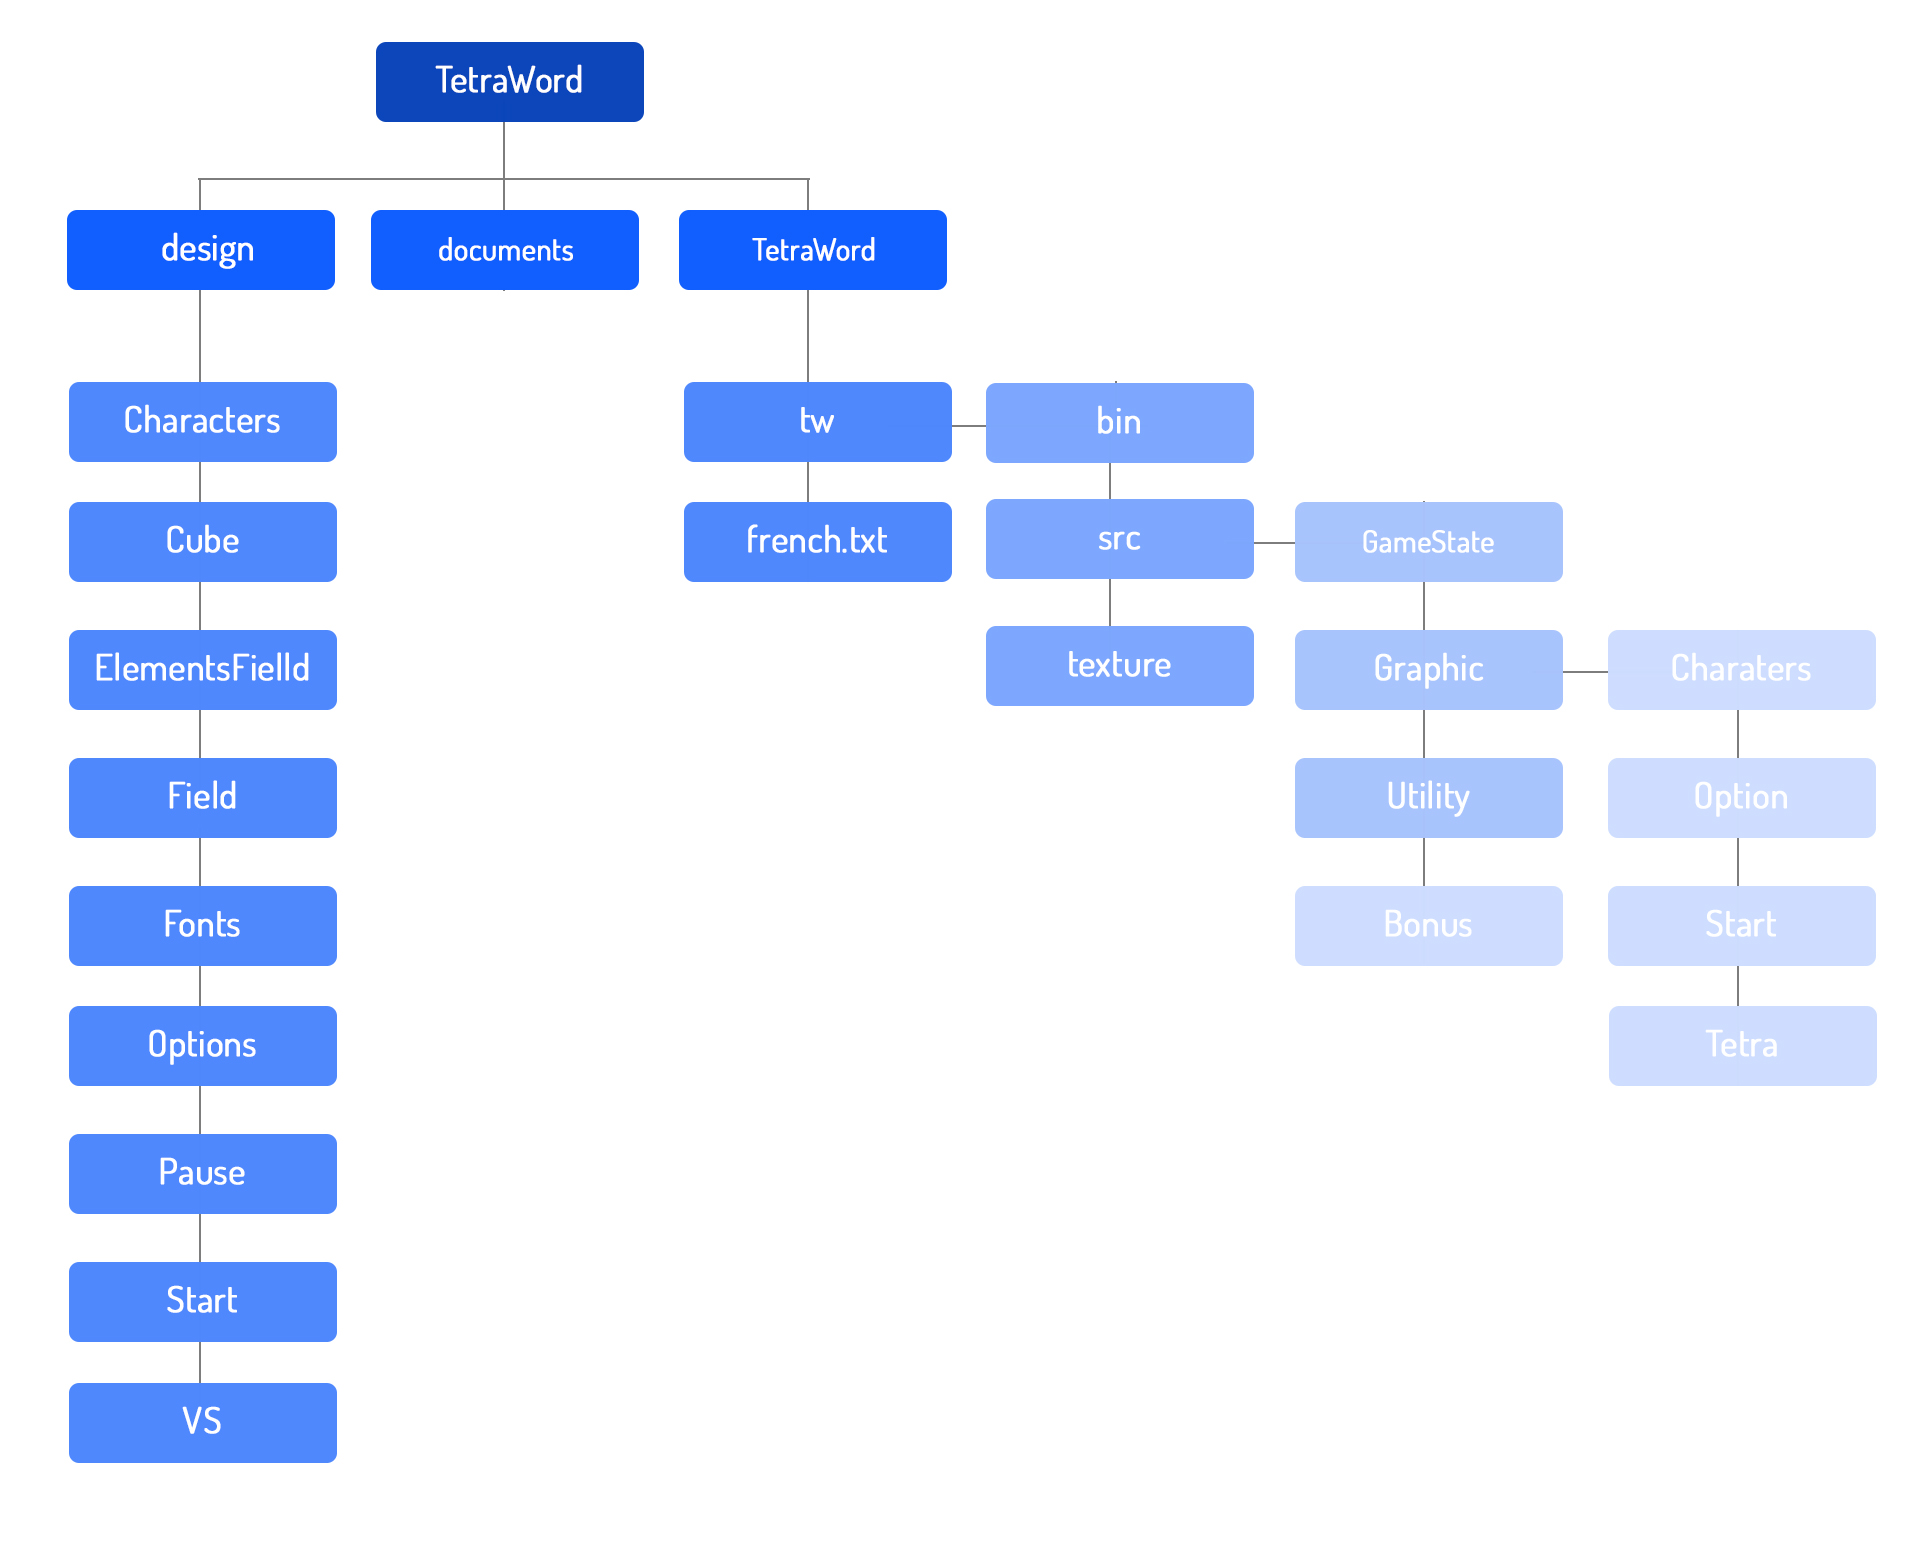 TetraWord
design
documents
TetraWord
Characters
tw
bin
Cube
french.txt
src
GameState
ElementsFielld
texture
Graphic
Charaters
Field
Utility
Option
Fonts
Bonus
Start
Options
Tetra
Pause
Start
VS